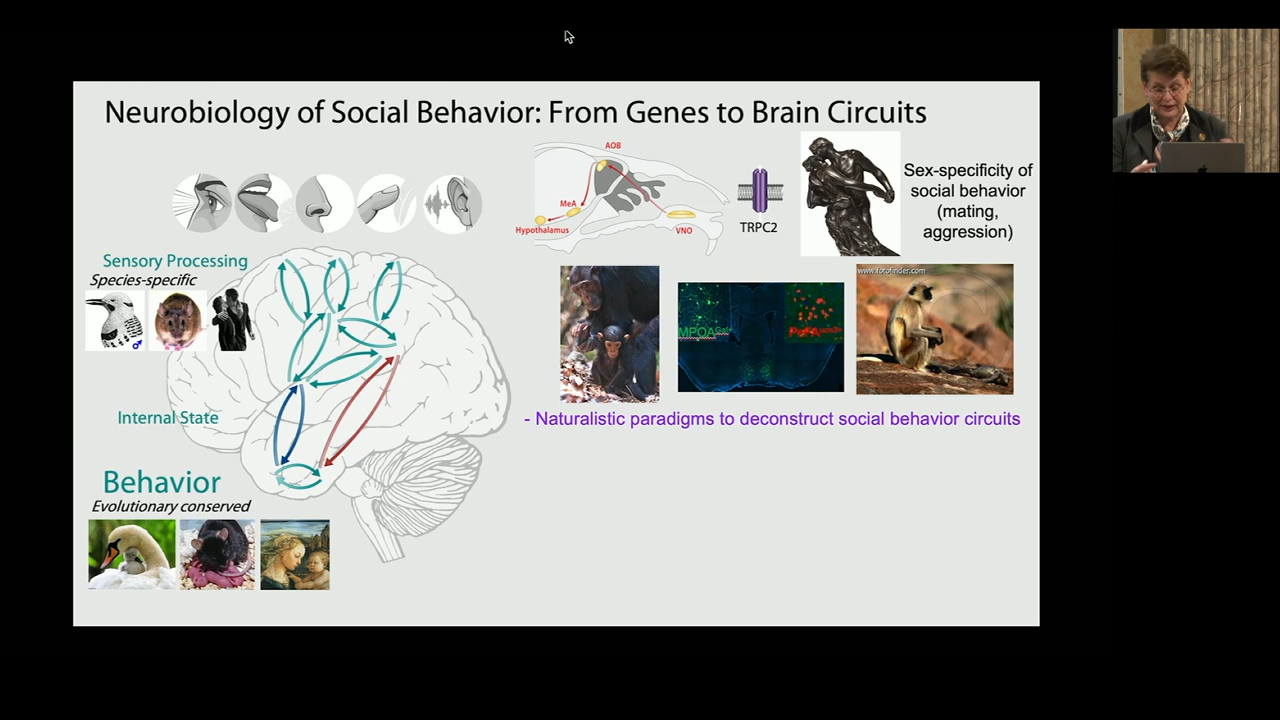 Neurobiology of Social Behavior: From Genes to Brain Circuits
Sensory Processing
Species-specific
Internal State
Behavior
Evolutionary conserved
AOB
MeA
Hypothalamus
VNO
TRPC2
Sex-specificity of
social behavior
(mating,
aggression)
www.fotofinder.com
- Naturalistic paradigms to deconstruct social behavior circuits